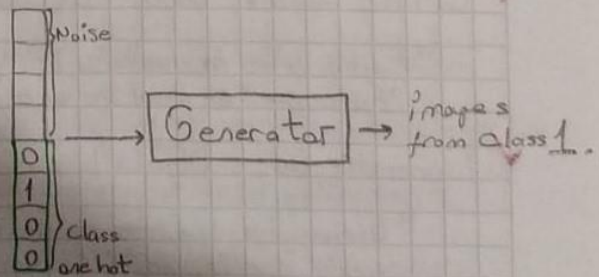 Noise
Generator
images
from class 1.
0
1
0
0
class
one hot